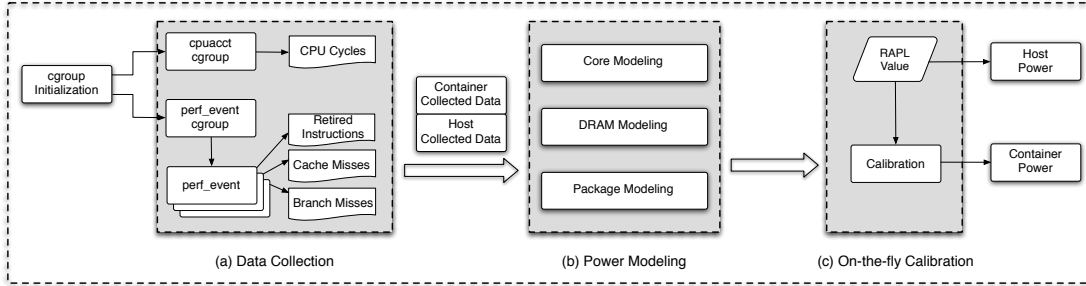 cgroup
Initialization
cpuacct
cgroup
CPU Cycles
perf_event
cgroup
Retired
Instructions
perf_event
Cache Misses
Branch Misses
(a) Data Collection
Container
Collected Data
Host
Collected Data
Core Modeling
DRAM Modeling
Package Modeling
(b) Power Modeling
RAPL
Value
Host
Power
Calibration
Container
Power
(c) On-the-fly Calibration